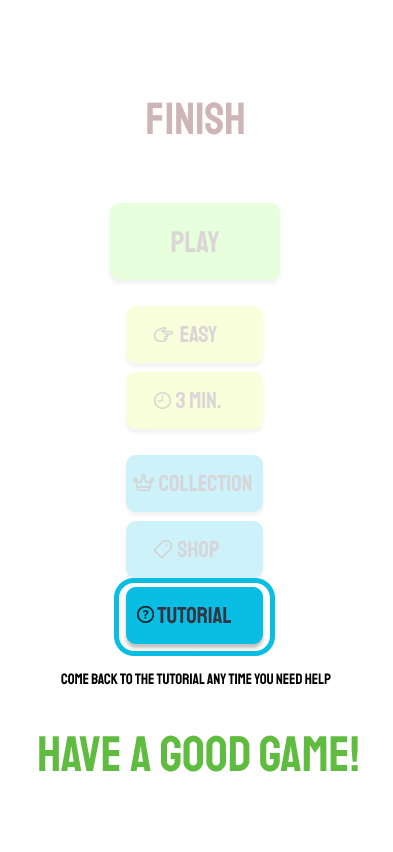 FINISH
PLAY
EASY
3 MIN.
COLLECTION
SHOP
? TUTORIAL
COME BACK TO THE TUTORIAL ANY TIME YOU NEED HELP
HAVE A GOOD GAME!